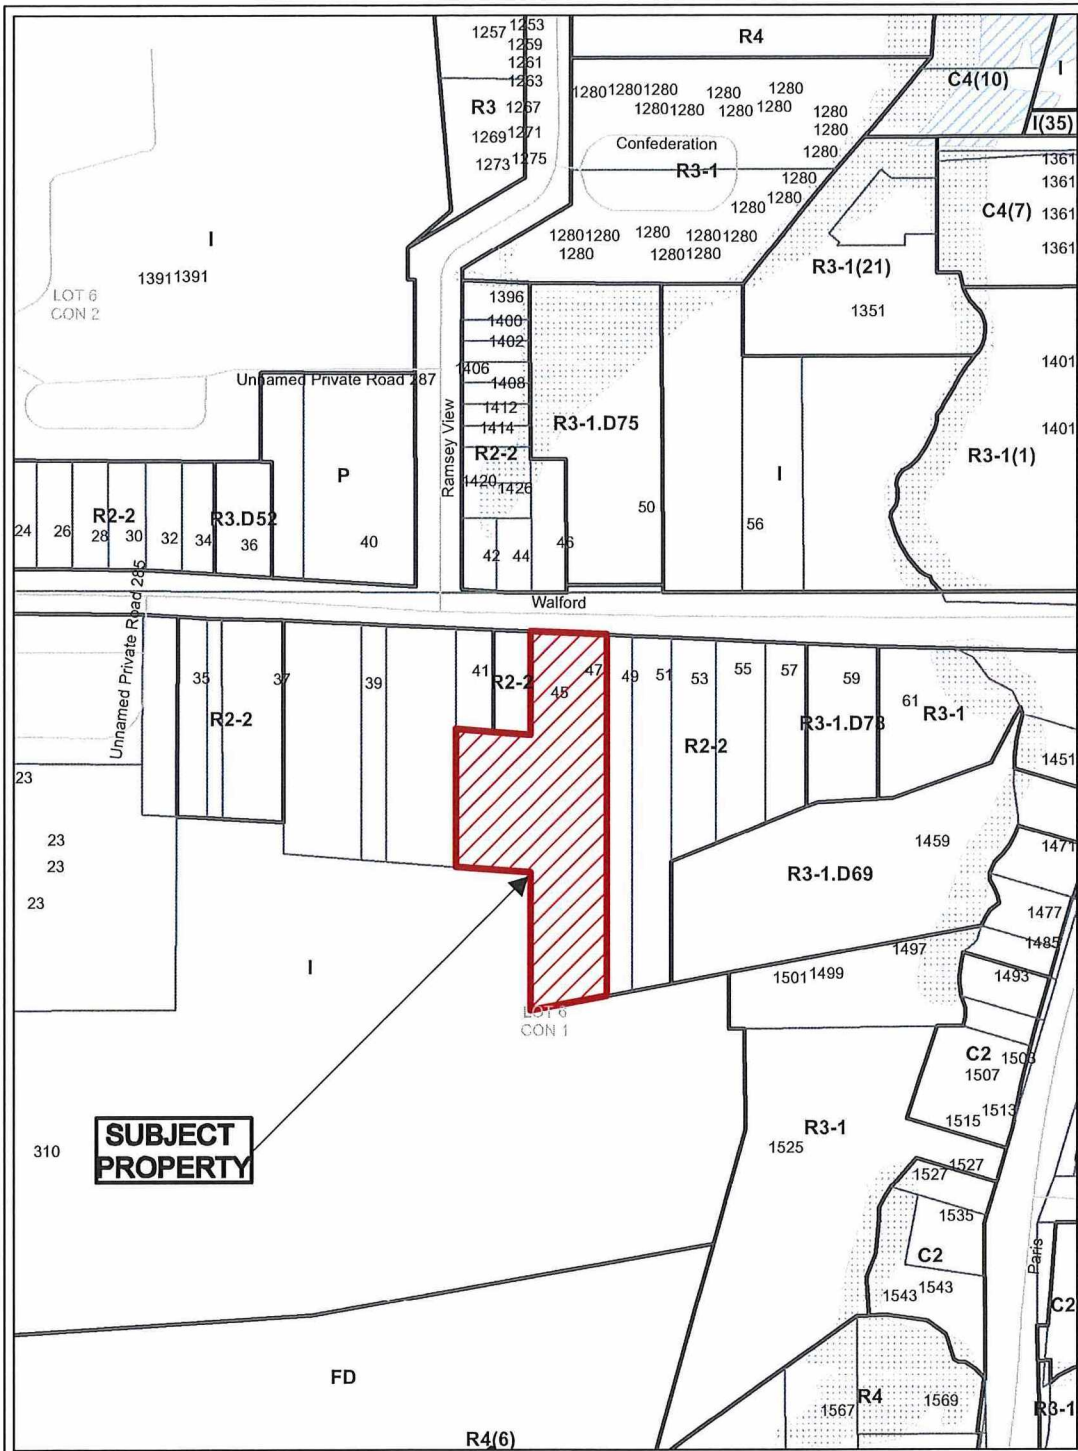 1257 1253
1259
1261
1263
R3 1267
1269 1271
1273 1275
R4
C4(10)
I
I(35)
1280 1280 1280 1280 1280
1280 1280 1280 1280 1280
1280
1280
Confederation
R3-1
1280
1280
1280
1280 1280 1280 1280 1280
1280 1280 1280
1361
1361
C4(7)
1361
1361
R3-1(21)
1351
I
1391 1391
LOT 6
CON 2
1396
1400
1402
1406
1408
1412
1414
R2-2
1420
1426
Unnamed Private Road 287
Ramsey View
R3-1.D75
50
I
56
1401
1401
R3-1(1)
P
40
24 26 R2-2 28 30 32 34 R3.D52 36
42 44 46
Unnamed Private Road 285
Walford
35 37 39 41 R2-2 45 47 49 51 53 55 57 59 61
R2-2
R2-2
R3-1.D78
R3-1
1451
23
23
23
23
R3-1.D69
1459
1471
1477
1485
1493
1497
1501 1499
I
LOT 6
CON 1
C2
1507
1503
1513
1515
R3-1
1525
1527 1527
1535
C2
1543 1543
Paris
C2
310
SUBJECT
PROPERTY
FD
R4
1567 1569
R3-1
R4(6)